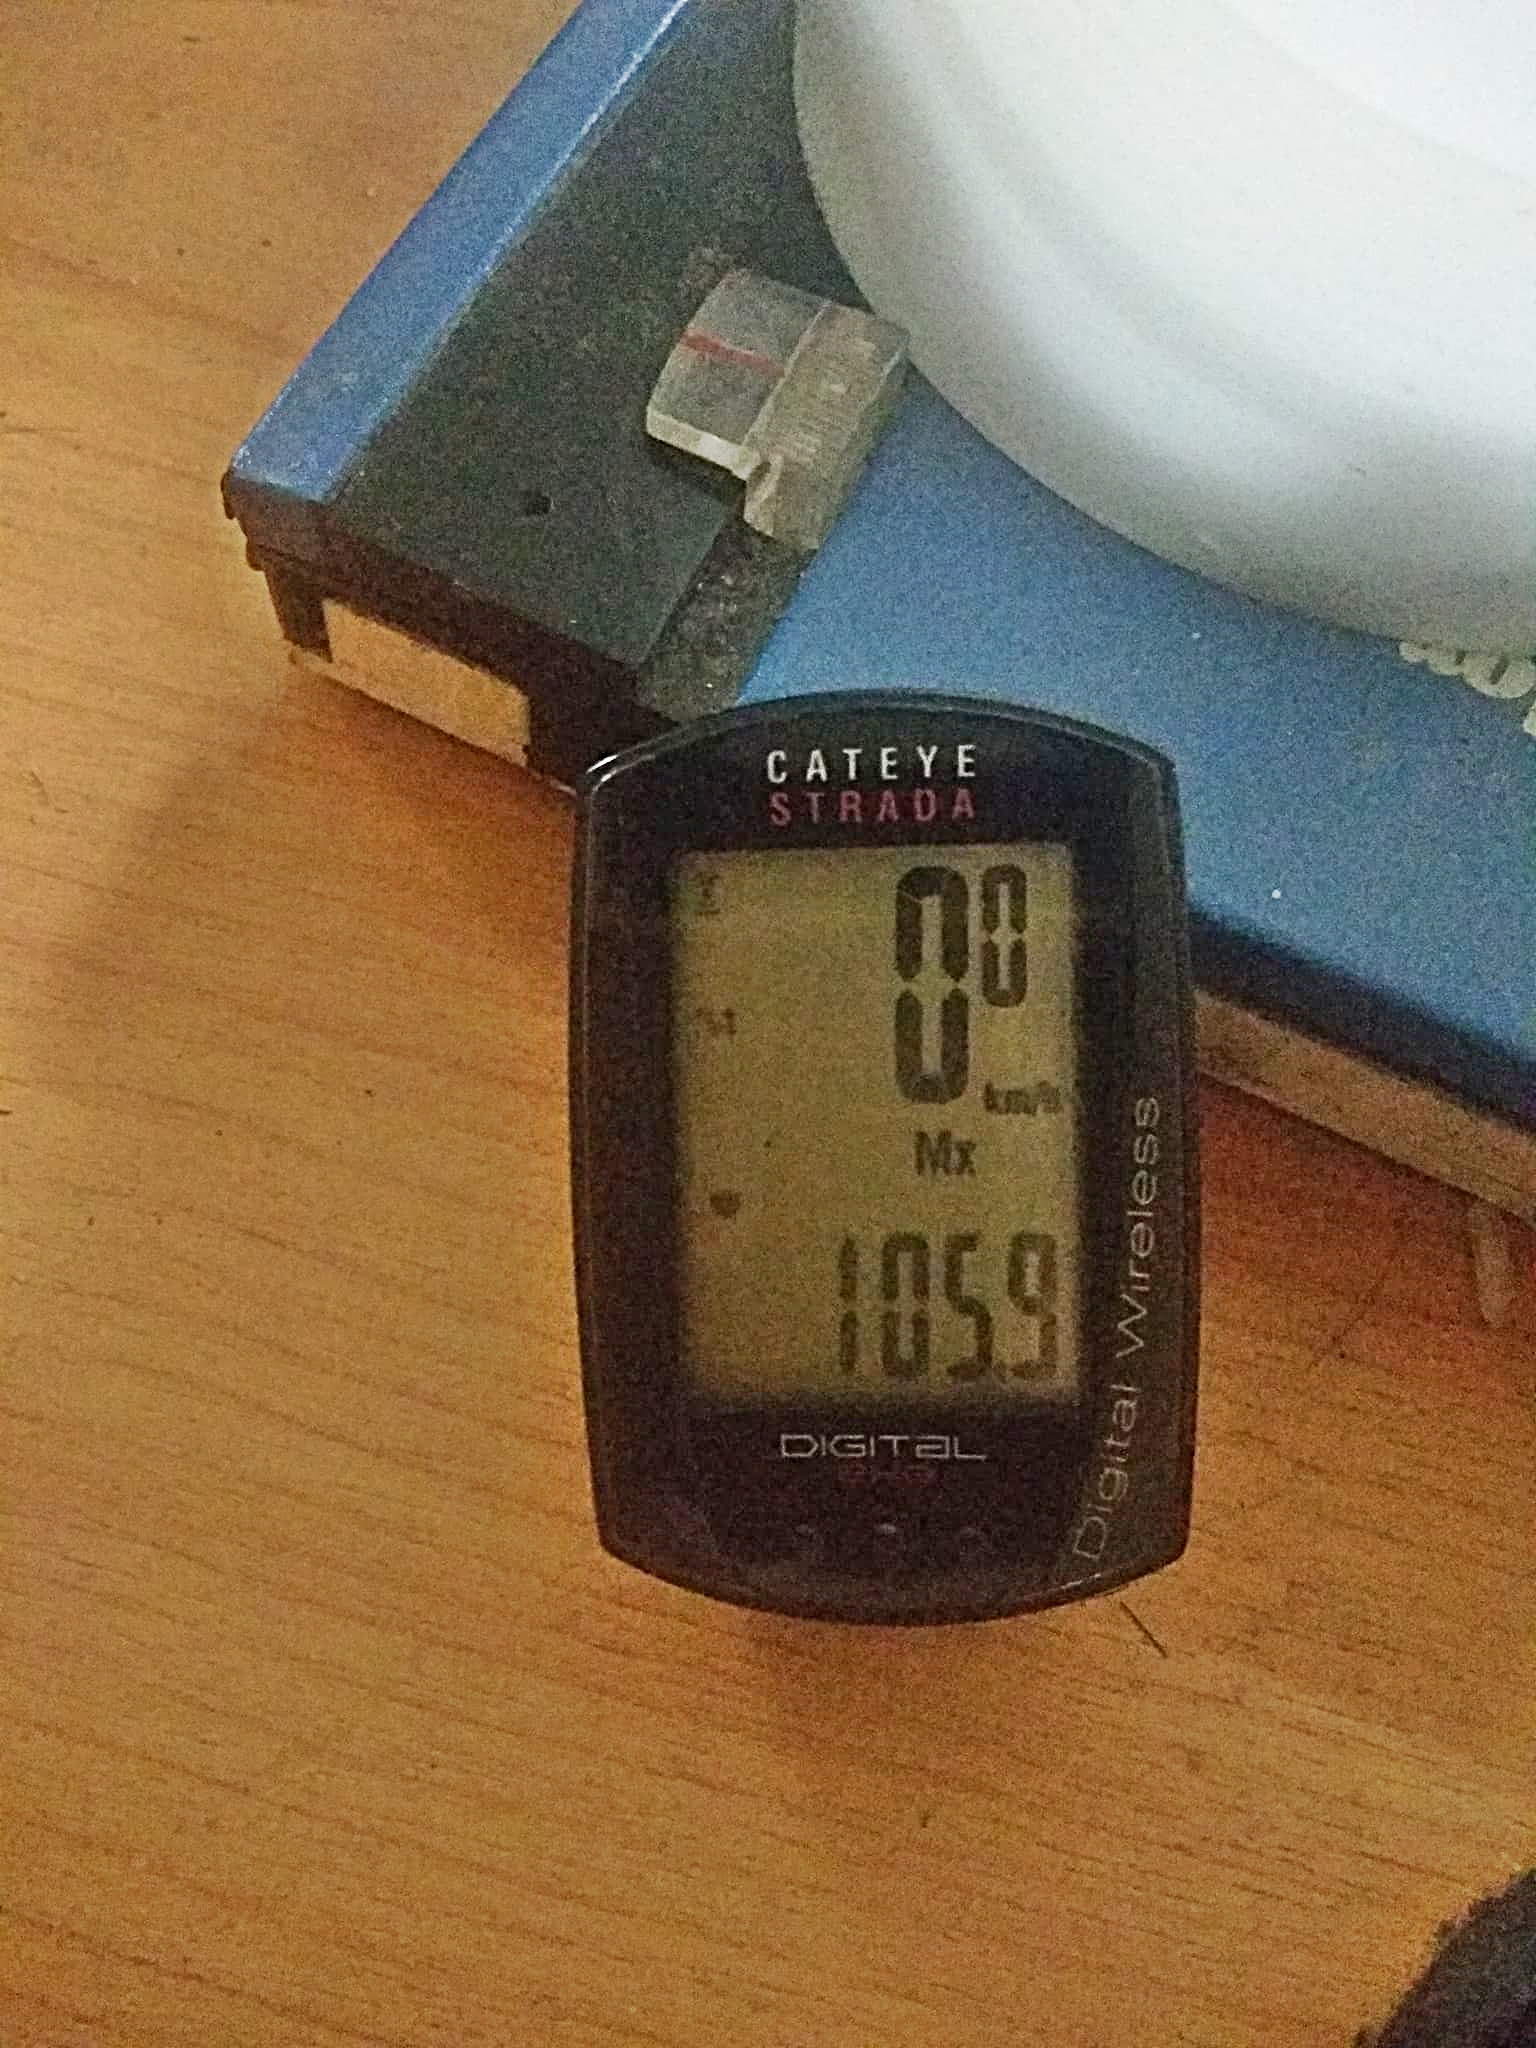 CATEYE
STRADA
0.0
km/h
Mx
105.9
DIGITAL
Digital Wireless